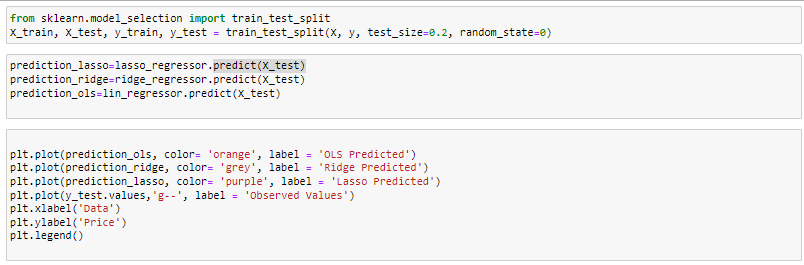 from sklearn.model_selection import train_test_split
X_train, X_test, y_train, y_test = train_test_split(X, y, test_size=0.2, random_state=0)
prediction_lasso=lasso_regressor.predict(X_test)
prediction_ridge=ridge_regressor.predict(X_test)
prediction_ols=lin_regressor.predict(X_test)
plt.plot(prediction_ols, color= 'orange', label = 'OLS Predicted')
plt.plot(prediction_ridge, color= 'grey', label = 'Ridge Predicted')
plt.plot(prediction_lasso, color= 'purple', label = 'Lasso Predicted')
plt.plot(y_test.values,'g--', label = 'Observed Values')
plt.xlabel('Data')
plt.ylabel('Price')
plt.legend()